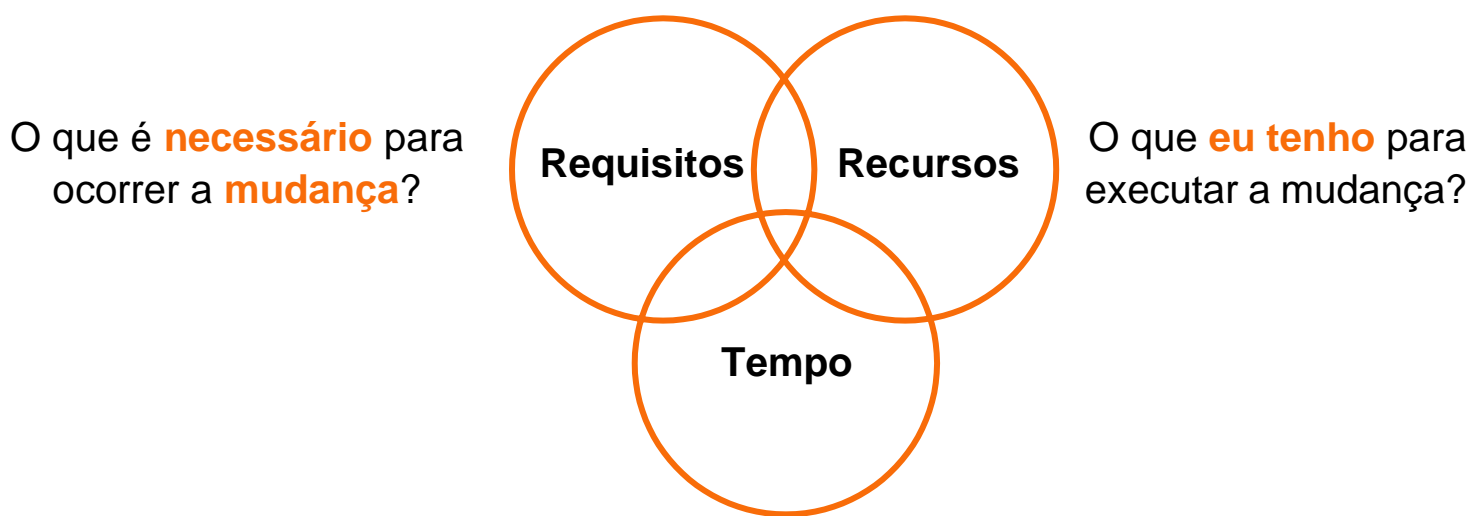 O que é necessário para
ocorrer a mudança?
Requisitos
Recursos
O que eu tenho para
executar a mudança?
Tempo